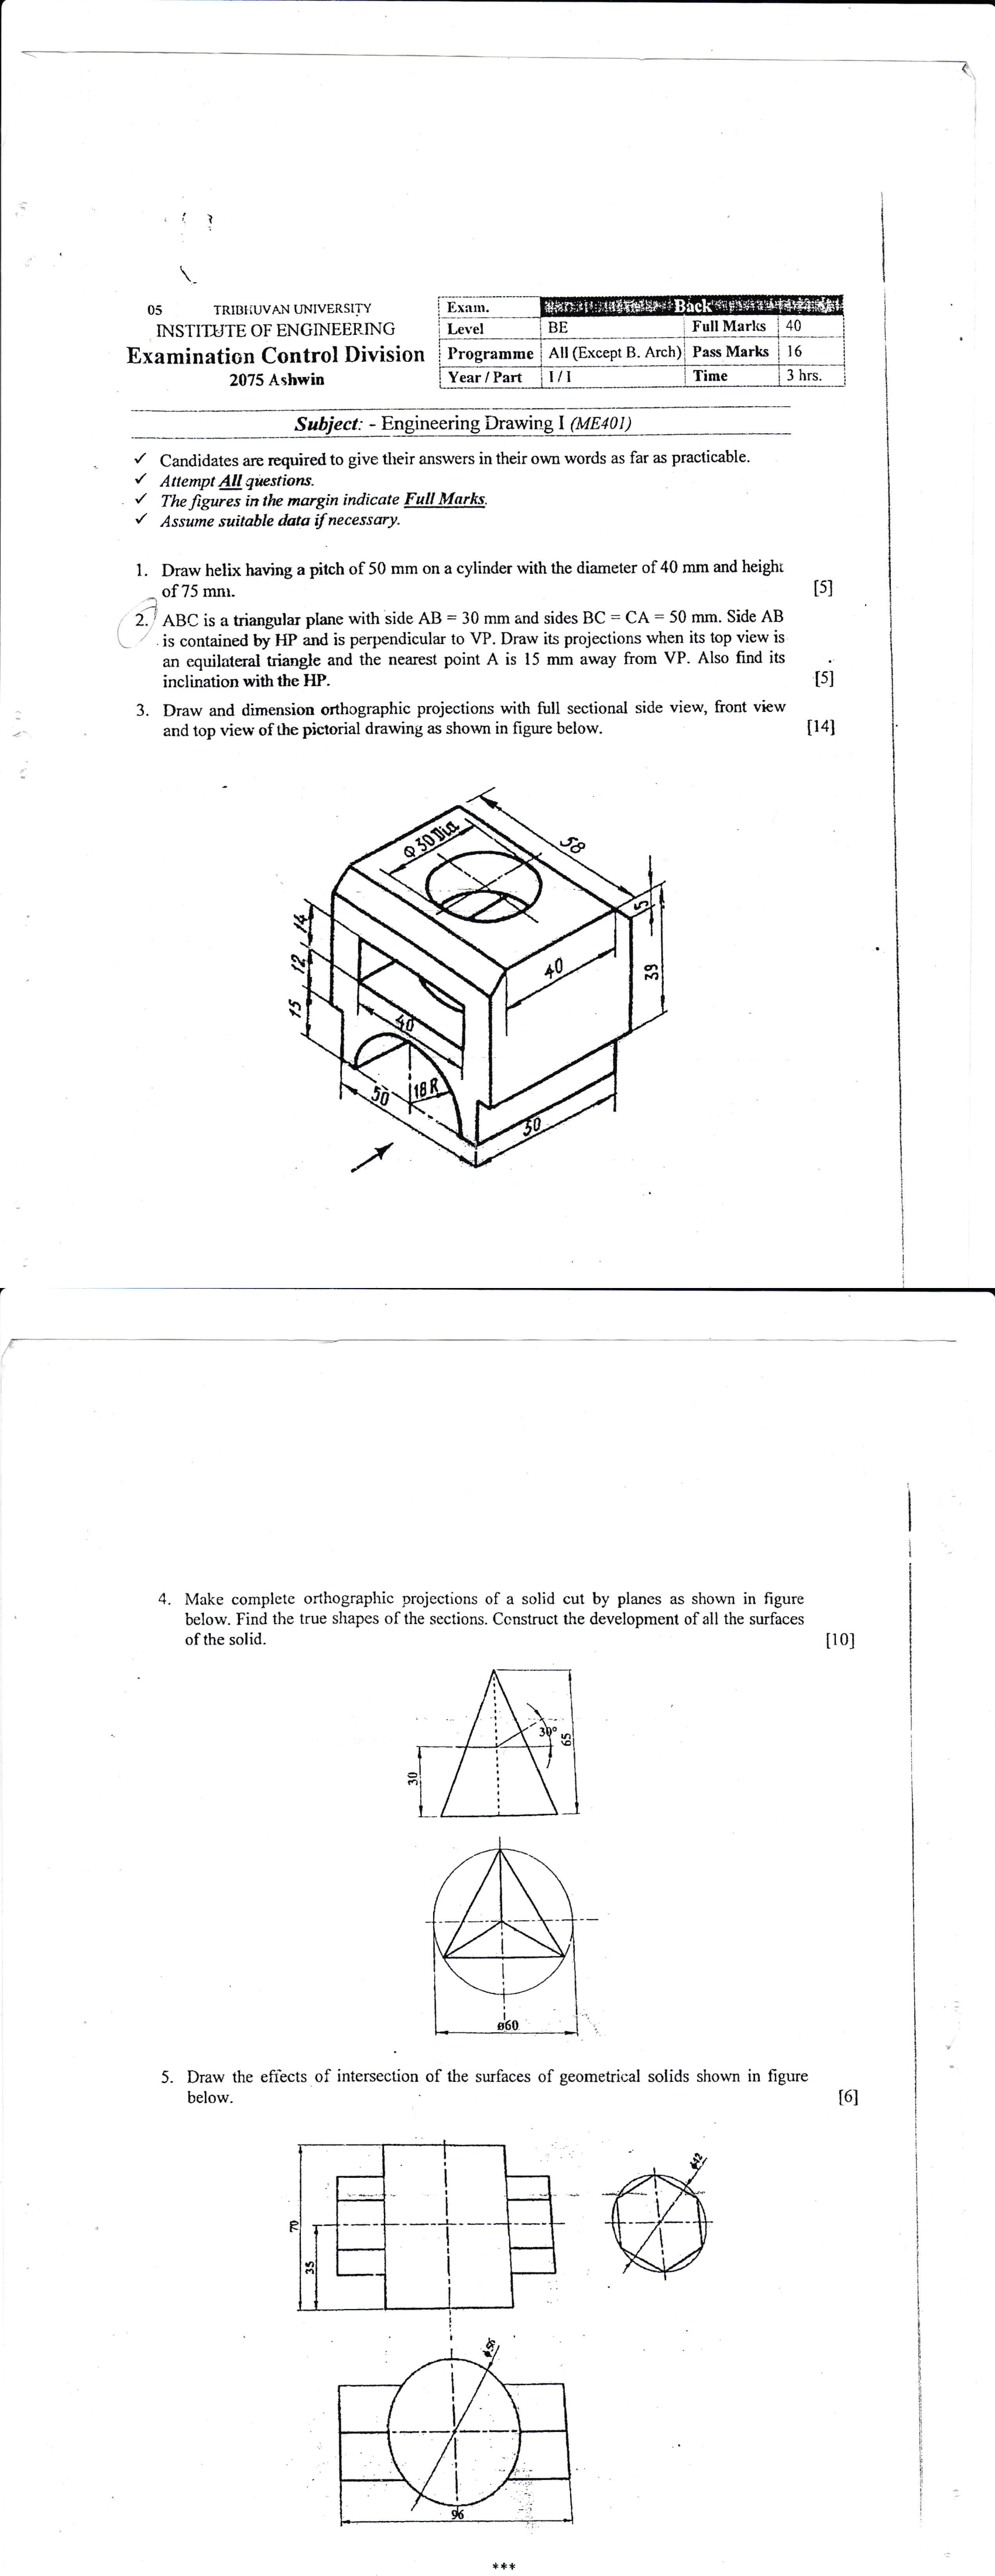 05 TRIBHUVAN UNIVERSITY
INSTITUTE OF ENGINEERING
Examination Control Division
2075 Ashwin
Exam. Back
Level BE Full Marks 40
Programme All (Except B. Arch) Pass Marks 16
Year / Part I / I Time 3 hrs.
Subject: - Engineering Drawing I (ME401)
✓ Candidates are required to give their answers in their own words as far as practicable.
✓ Attempt All questions.
✓ The figures in the margin indicate Full Marks.
✓ Assume suitable data if necessary.
1. Draw helix having a pitch of 50 mm on a cylinder with the diameter of 40 mm and height
of 75 mm. [5]
2. ABC is a triangular plane with side AB = 30 mm and sides BC = CA = 50 mm. Side AB
is contained by HP and is perpendicular to VP. Draw its projections when its top view is
an equilateral triangle and the nearest point A is 15 mm away from VP. Also find its
inclination with the HP. [5]
3. Draw and dimension orthographic projections with full sectional side view, front view
and top view of the pictorial drawing as shown in figure below. [14]
Φ 30 Dia
58
5
14
12
40
39
15
40
18 R
50
50
4. Make complete orthographic projections of a solid cut by planes as shown in figure
below. Find the true shapes of the sections. Construct the development of all the surfaces
of the solid. [10]
30°
65
30
ø60
5. Draw the effects of intersection of the surfaces of geometrical solids shown in figure
below. [6]
ø42
70
35
ø56
96
***